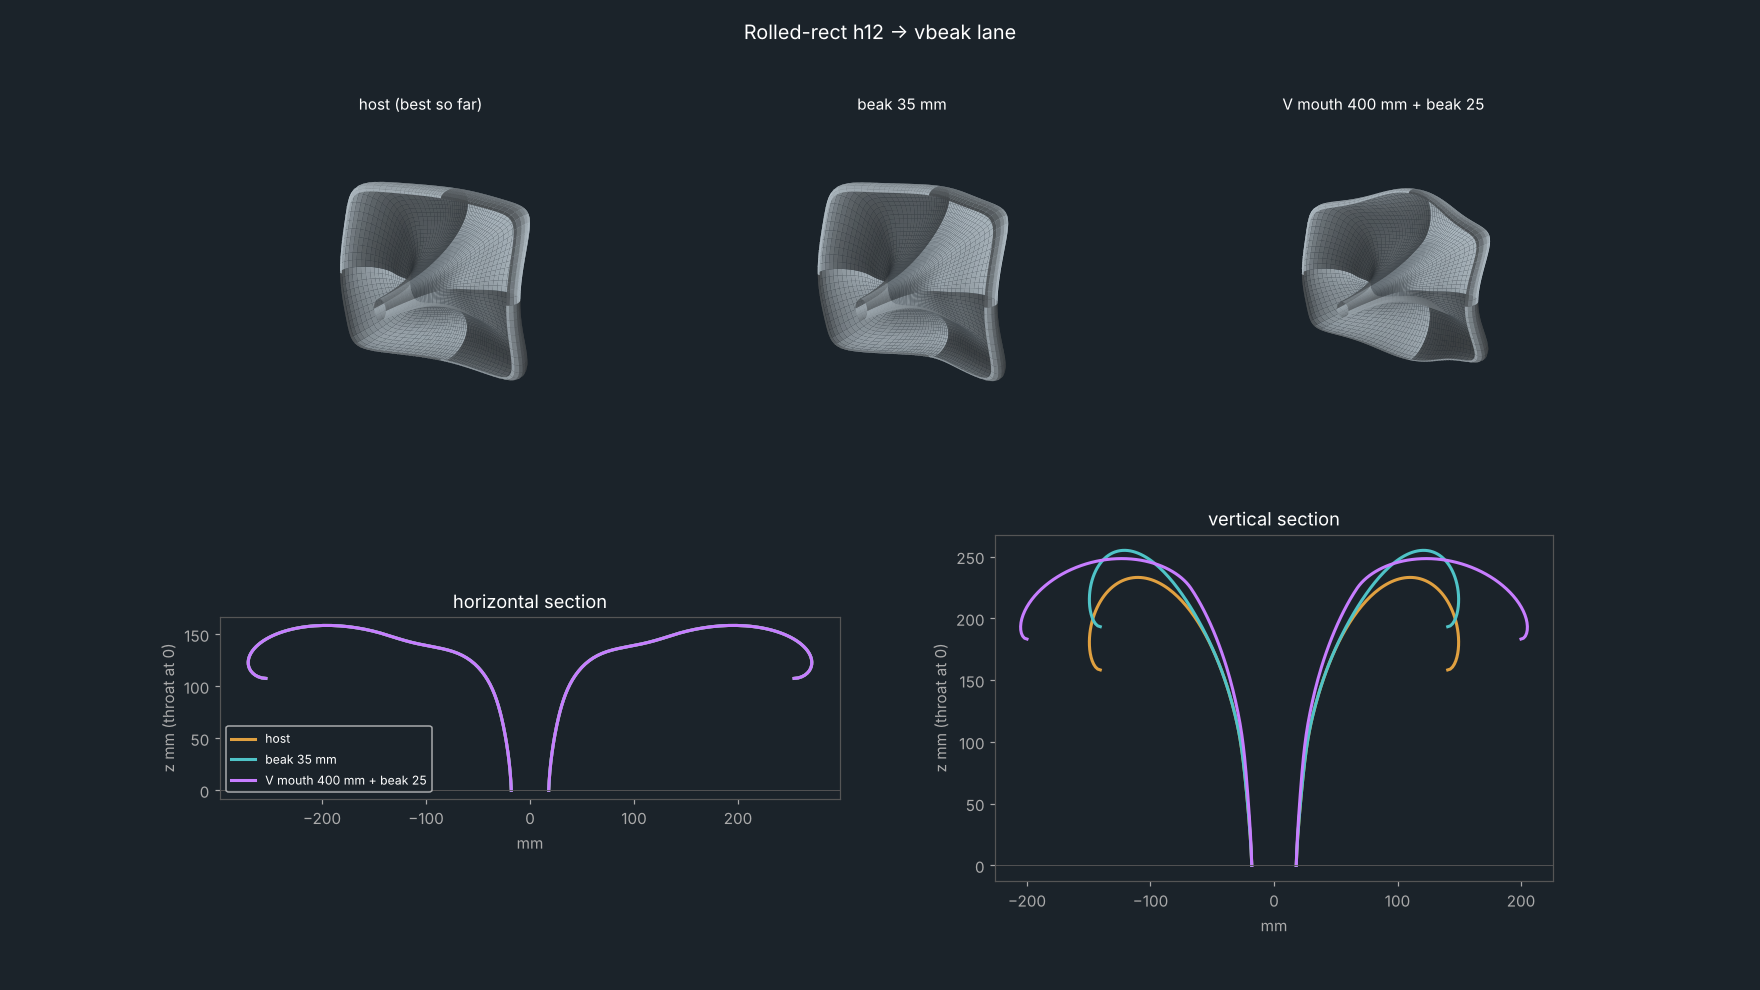 Rolled-rect h12 → vbeak lane
host (best so far)
beak 35 mm
V mouth 400 mm + beak 25
horizontal section
z mm (throat at 0)
150
100
50
0
host
beak 35 mm
V mouth 400 mm + beak 25
−200
−100
0
100
200
mm
vertical section
z mm (throat at 0)
250
200
150
100
50
0
−200
−100
0
100
200
mm